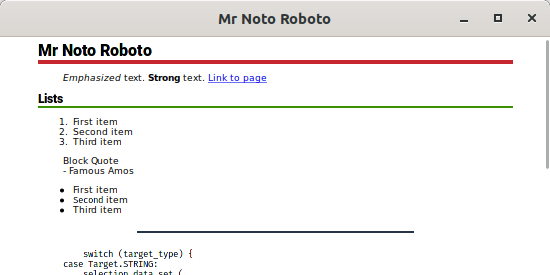 Mr Noto Roboto
Mr Noto Roboto
Emphasized text. Strong text. Link to page
Lists
1. First item
2. Second item
3. Third item
Block Quote
- Famous Amos
• First item
• Second item
• Third item
switch (target_type) {
case Target.STRING:
selection_data.set (